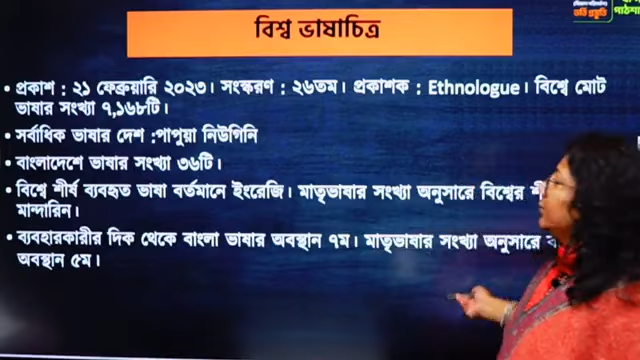 বিশ্ব ভাষাচিত্র
• প্রকাশ : ২১ ফেব্রুয়ারি ২০২৩। সংস্করণ : ২৬তম। প্রকাশক : Ethnologue। বিশ্বে মোট
ভাষার সংখ্যা ৭,১৬৮টি।
• সর্বাধিক ভাষার দেশ :পাপুয়া নিউগিনি
• বাংলাদেশে ভাষার সংখ্যা ৩৬টি।
• বিশ্বে শীর্ষ ব্যবহৃত ভাষা বর্তমানে ইংরেজি। মাতৃভাষার সংখ্যা অনুসারে বিশ্বের
মান্দারিন।
• ব্যবহারকারীর দিক থেকে বাংলা ভাষার অবস্থান ৭ম। মাতৃভাষার সংখ্যা অনুসারে
অবস্থান ৫ম।